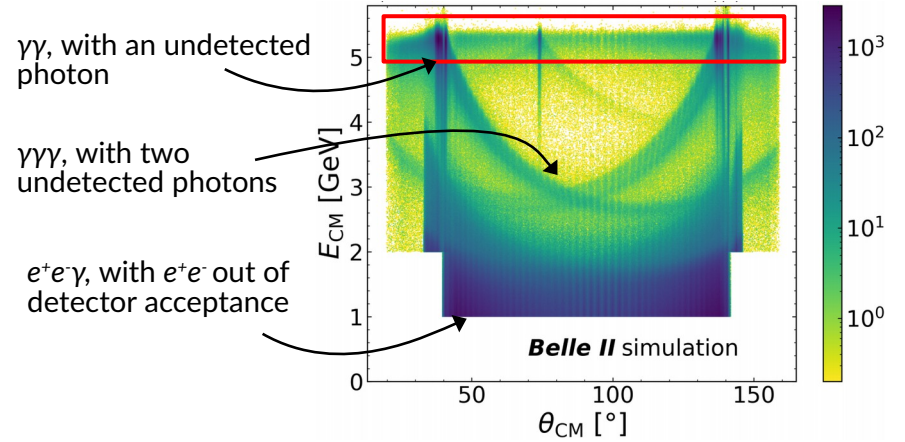 γγ, with an undetected
photon
γγγ, with two
undetected photons
e⁺e⁻γ, with e⁺e⁻ out of
detector acceptance
E_CM [GeV]
5
4
3
2
1
0
Belle II simulation
50
100
150
θ_CM [°]
10³
10²
10¹
10⁰